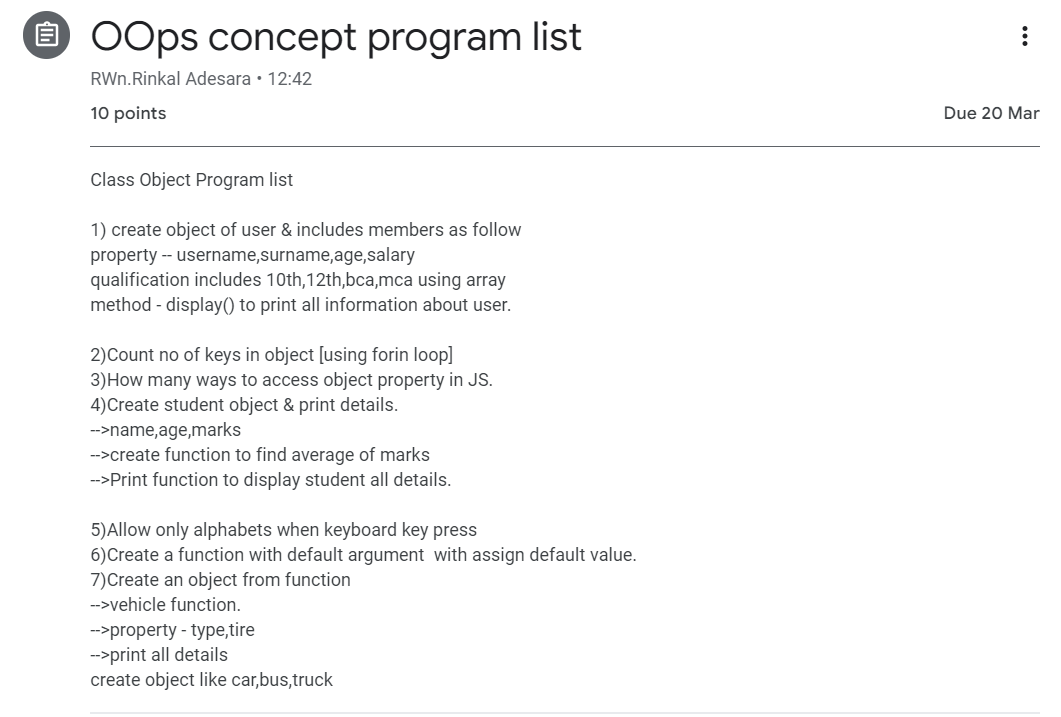 OOps concept program list
RWn.Rinkal Adesara • 12:42
10 points
Due 20 Mar
Class Object Program list
1) create object of user & includes members as follow
property -- username,surname,age,salary
qualification includes 10th,12th,bca,mca using array
method - display() to print all information about user.
2)Count no of keys in object [using forin loop]
3)How many ways to access object property in JS.
4)Create student object & print details.
-->name,age,marks
-->create function to find average of marks
-->Print function to display student all details.
5)Allow only alphabets when keyboard key press
6)Create a function with default argument  with assign default value.
7)Create an object from function
-->vehicle function.
-->property - type,tire
-->print all details
create object like car,bus,truck